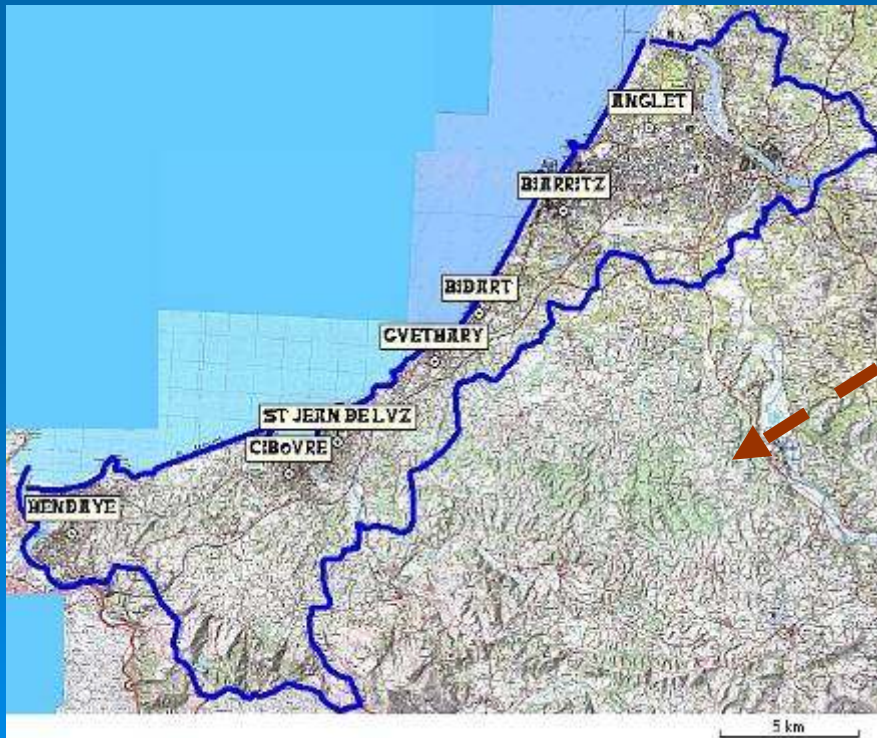 ANGLET
BIARRITZ
BIDART
GVETHARY
ST JEAN DE LVZ
CIBOVRE
HENDAYE
5 km